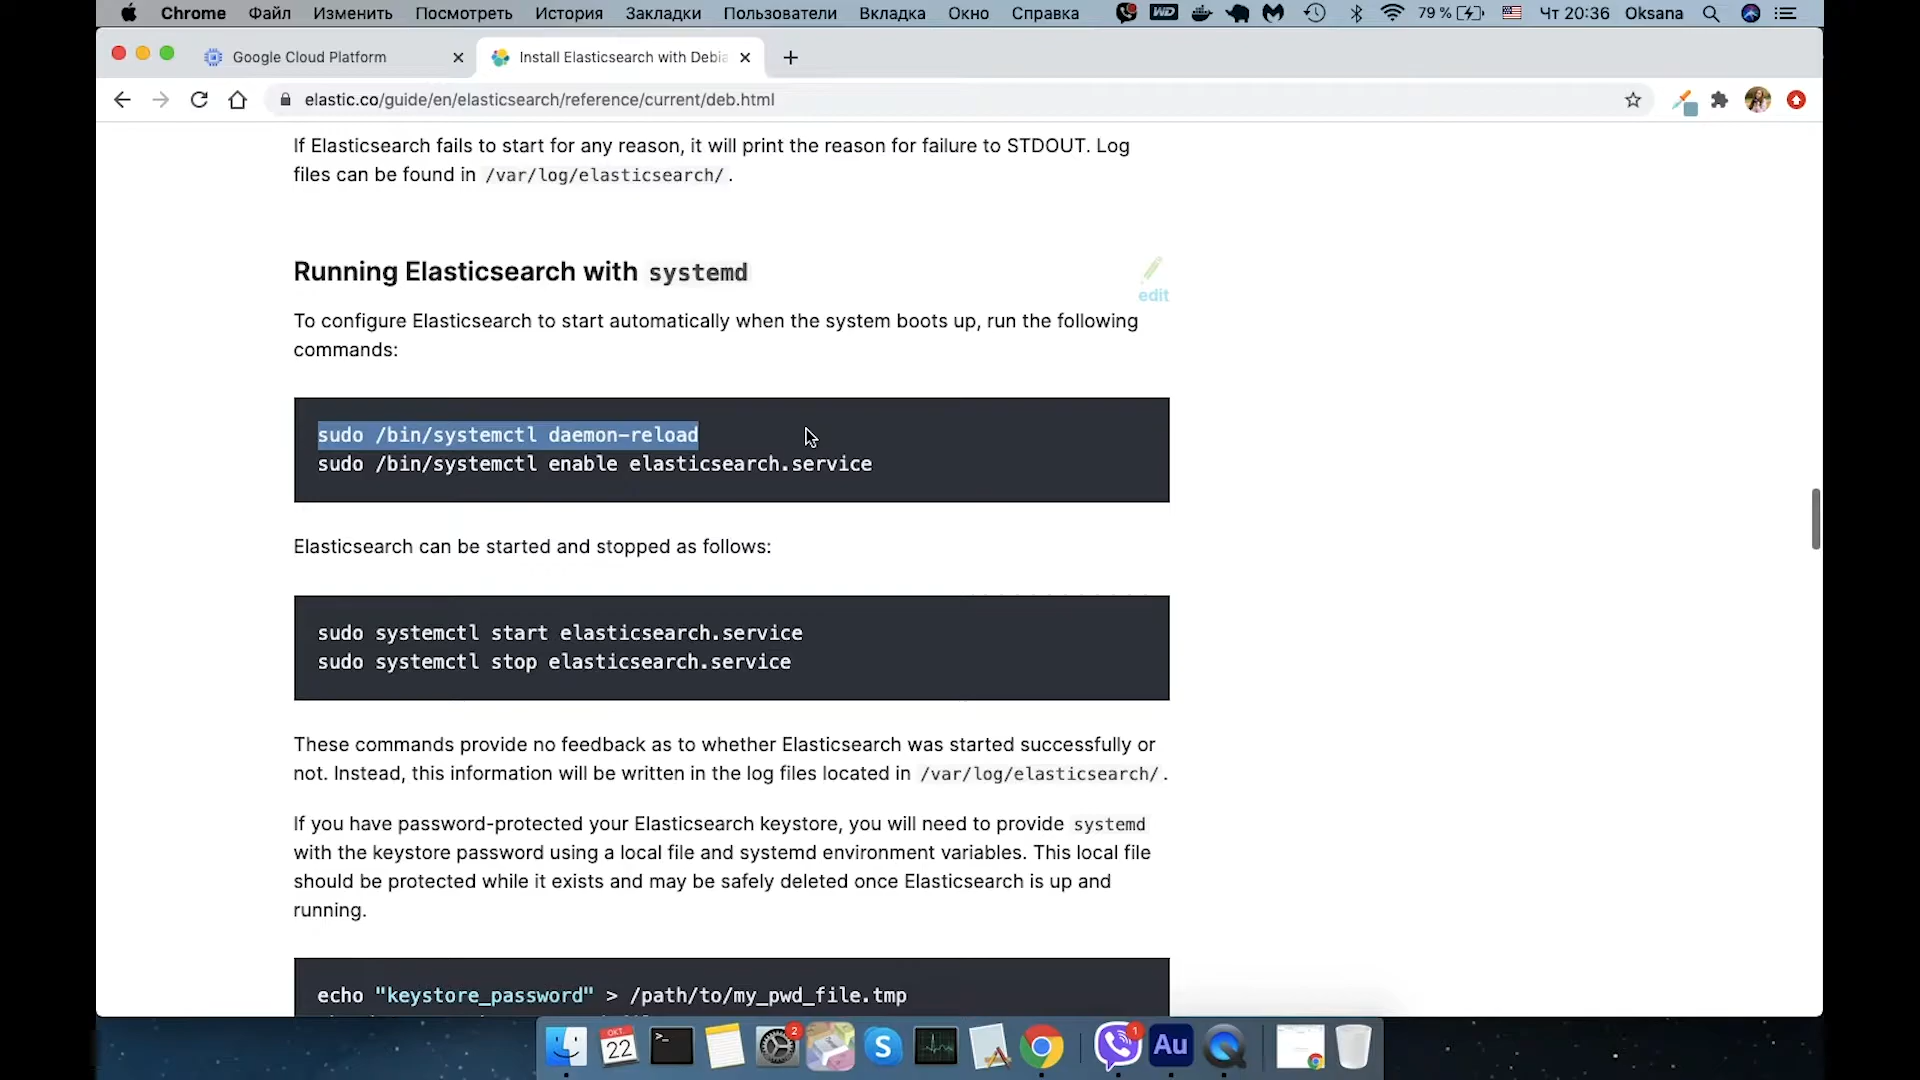 Chrome Файл Изменить Посмотреть История Закладки Пользователи Вкладка Окно Справка WD 79 % Чт 20:36 Oksana
Google Cloud Platform
Install Elasticsearch with Debia
elastic.co/guide/en/elasticsearch/reference/current/deb.html
If Elasticsearch fails to start for any reason, it will print the reason for failure to STDOUT. Log
files can be found in /var/log/elasticsearch/.
Running Elasticsearch with systemd
edit
To configure Elasticsearch to start automatically when the system boots up, run the following
commands:
sudo /bin/systemctl daemon-reload
sudo /bin/systemctl enable elasticsearch.service
Elasticsearch can be started and stopped as follows:
sudo systemctl start elasticsearch.service
sudo systemctl stop elasticsearch.service
These commands provide no feedback as to whether Elasticsearch was started successfully or
not. Instead, this information will be written in the log files located in /var/log/elasticsearch/.
If you have password-protected your Elasticsearch keystore, you will need to provide systemd
with the keystore password using a local file and systemd environment variables. This local file
should be protected while it exists and may be safely deleted once Elasticsearch is up and
running.
echo "keystore_password" > /path/to/my_pwd_file.tmp
ОКТ.
22
2
S
1
Au